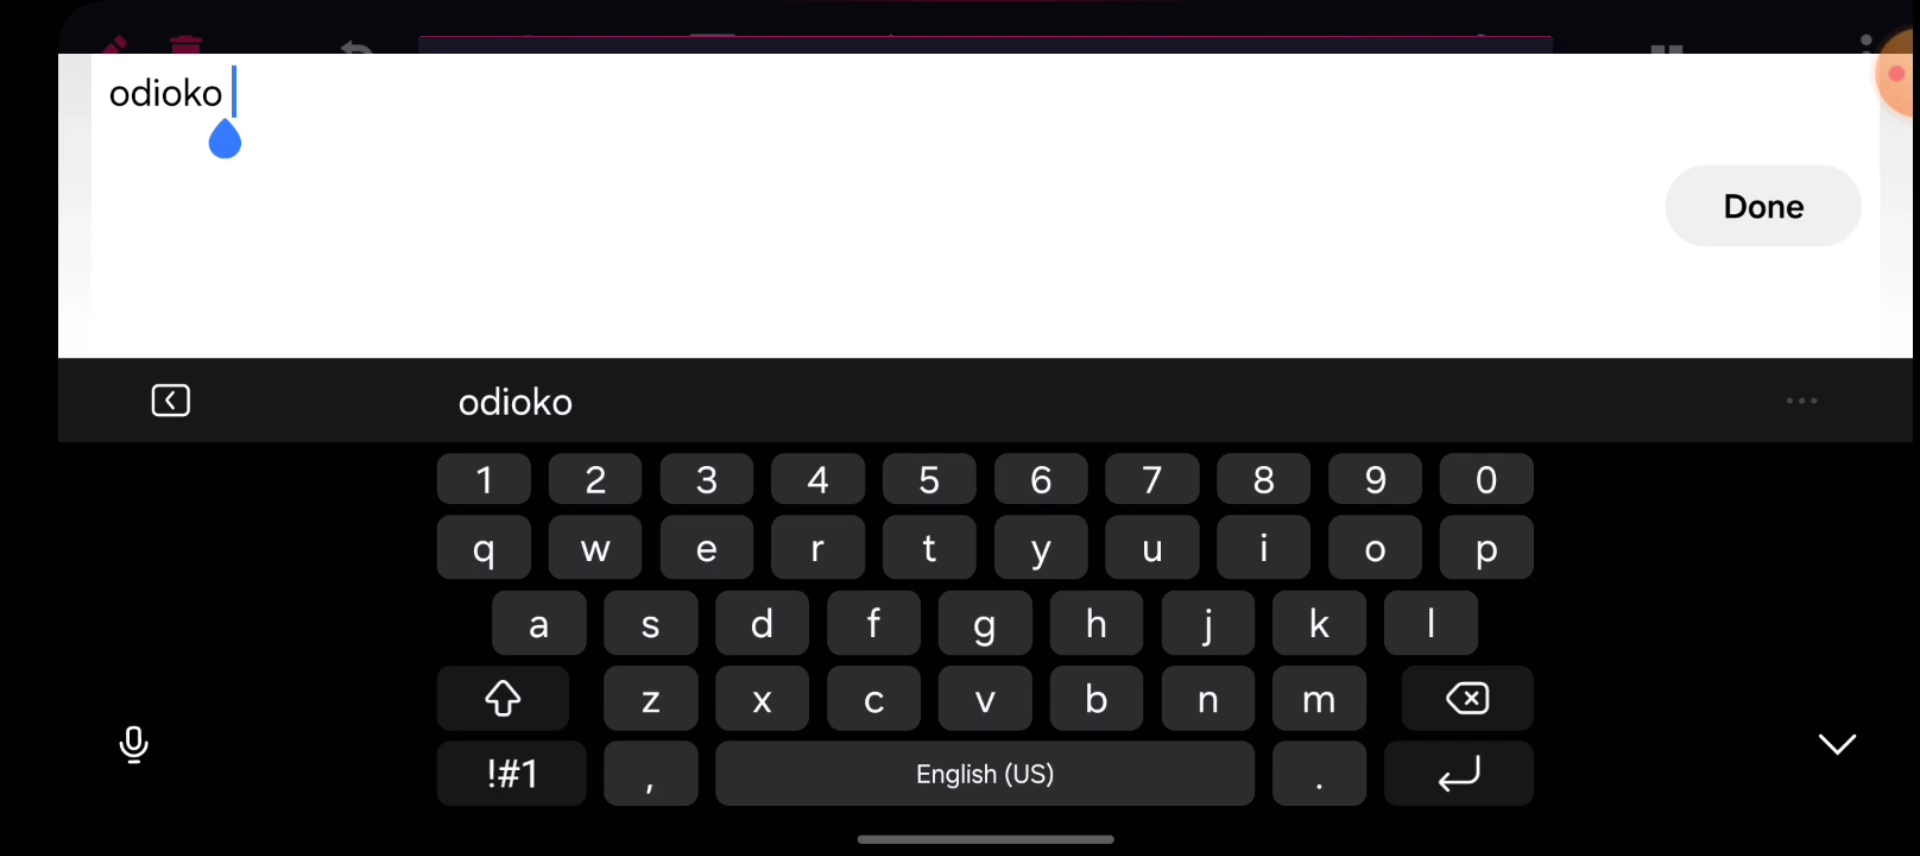 odioko
Done
odioko
1 2 3 4 5 6 7 8 9 0
q w e r t y u i o p
a s d f g h j k l
z x c v b n m
!#1 , English (US) .